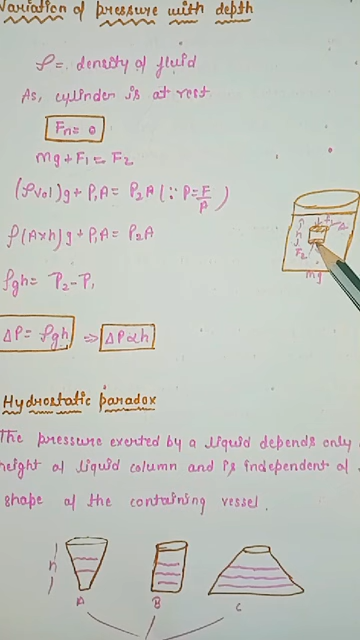 Variation of pressure with depth
ρ = density of fluid
As, cylinder is at rest
Fn = 0
mg + F₁ = F₂
(ρvol)g + P₁A = P₂A (∵ P = F/A)
ρ(A×h)g + P₁A = P₂A
ρgh = P₂ - P₁
ΔP = ρgh ⇒ ΔP∝h
F₂
mg
Hydrostatic paradox
The pressure exerted by a liquid depends only
height of liquid column and is independent of
shape of the containing vessel.
h
A B C